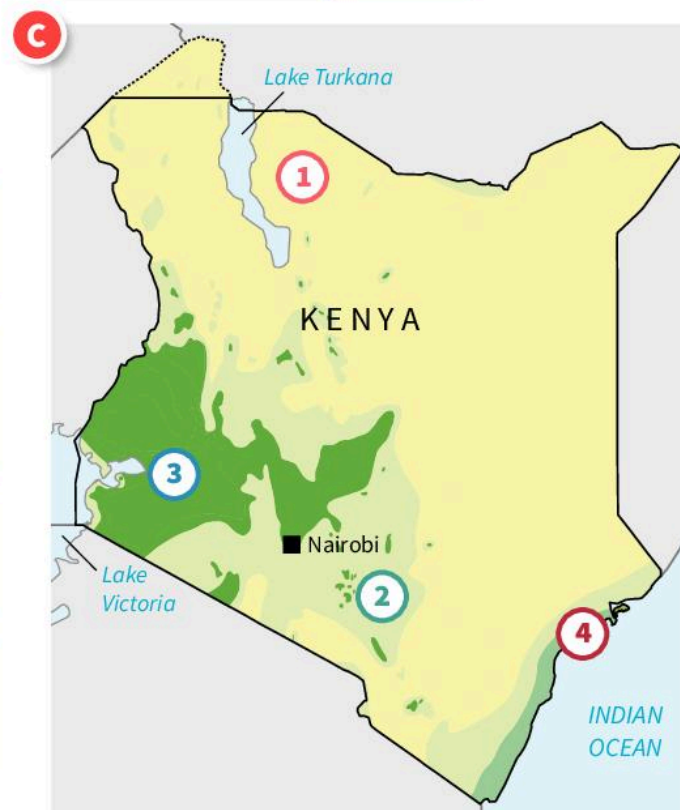 C
Lake Turkana
1
KENYA
3
Nairobi
Lake
Victoria
2
4
INDIAN
OCEAN